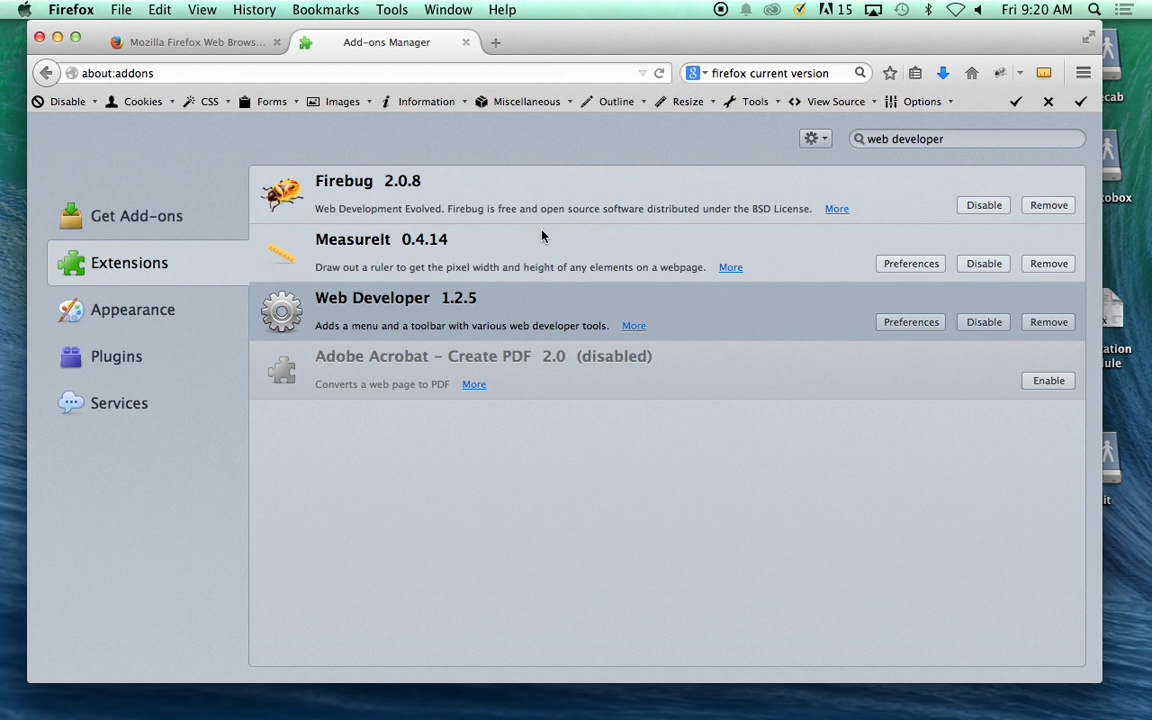 Firefox File Edit View History Bookmarks Tools Window Help 15 Fri 9:20 AM
Mozilla Firefox Web Brows... Add-ons Manager
about:addons firefox current version
Disable Cookies CSS Forms Images Information Miscellaneous Outline Resize Tools View Source Options
web developer
Get Add-ons
Extensions
Appearance
Plugins
Services
Firebug 2.0.8
Web Development Evolved. Firebug is free and open source software distributed under the BSD License. More Disable Remove
MeasureIt 0.4.14
Draw out a ruler to get the pixel width and height of any elements on a webpage. More Preferences Disable Remove
Web Developer 1.2.5
Adds a menu and a toolbar with various web developer tools. More Preferences Disable Remove
Adobe Acrobat - Create PDF 2.0 (disabled)
Converts a web page to PDF More Enable
ecab
obox
x
ation
ule
it